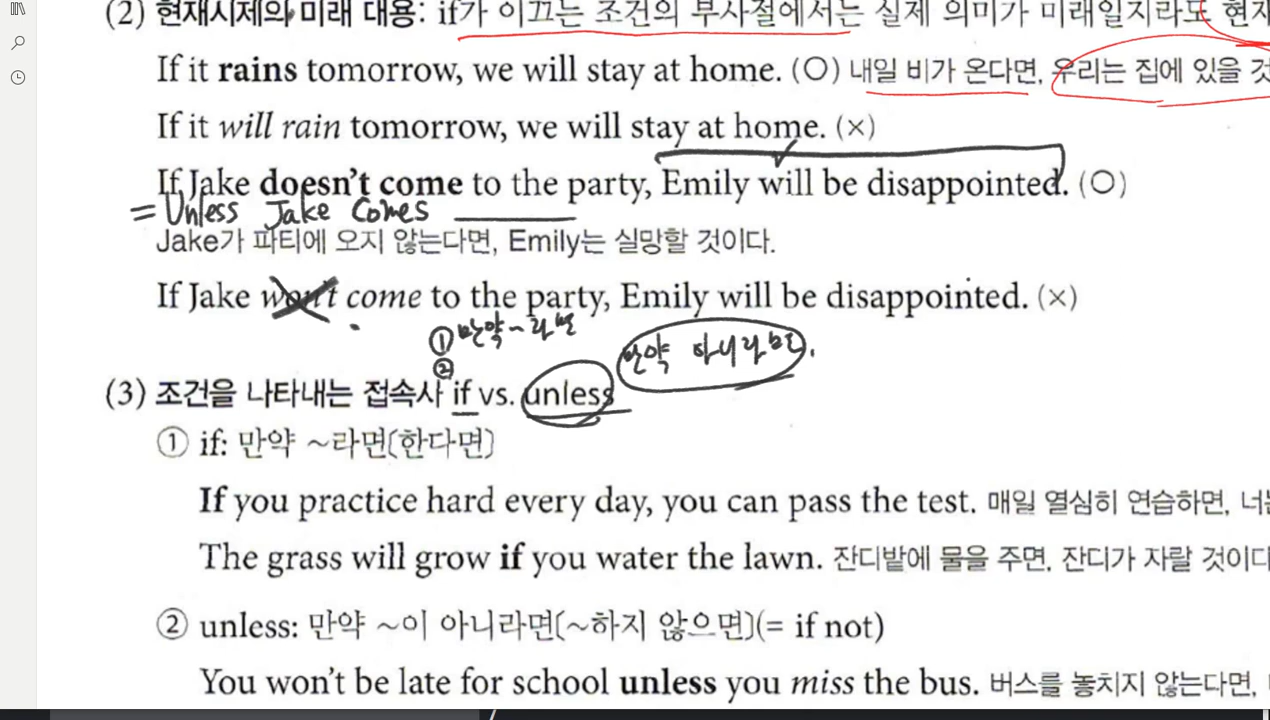 (2) 현재시제의 미래 대용: if가 이끄는 조건의 부사절에서는 실제 의미가 미래일지라도 현재
If it rains tomorrow, we will stay at home. (○) 내일 비가 온다면, 우리는 집에 있을 것
If it will rain tomorrow, we will stay at home. (×)
If Jake doesn't come to the party, Emily will be disappointed. (○)
= Unless Jake Comes
Jake가 파티에 오지 않는다면, Emily는 실망할 것이다.
If Jake won't come to the party, Emily will be disappointed. (×)
① 만약~라면
② 만약 아니라면.
(3) 조건을 나타내는 접속사 if vs. unless
① if: 만약 ~라면(한다면)
If you practice hard every day, you can pass the test. 매일 열심히 연습하면, 너는
The grass will grow if you water the lawn. 잔디밭에 물을 주면, 잔디가 자랄 것이다
② unless: 만약 ~이 아니라면(~하지 않으면)(= if not)
You won't be late for school unless you miss the bus. 버스를 놓치지 않는다면,